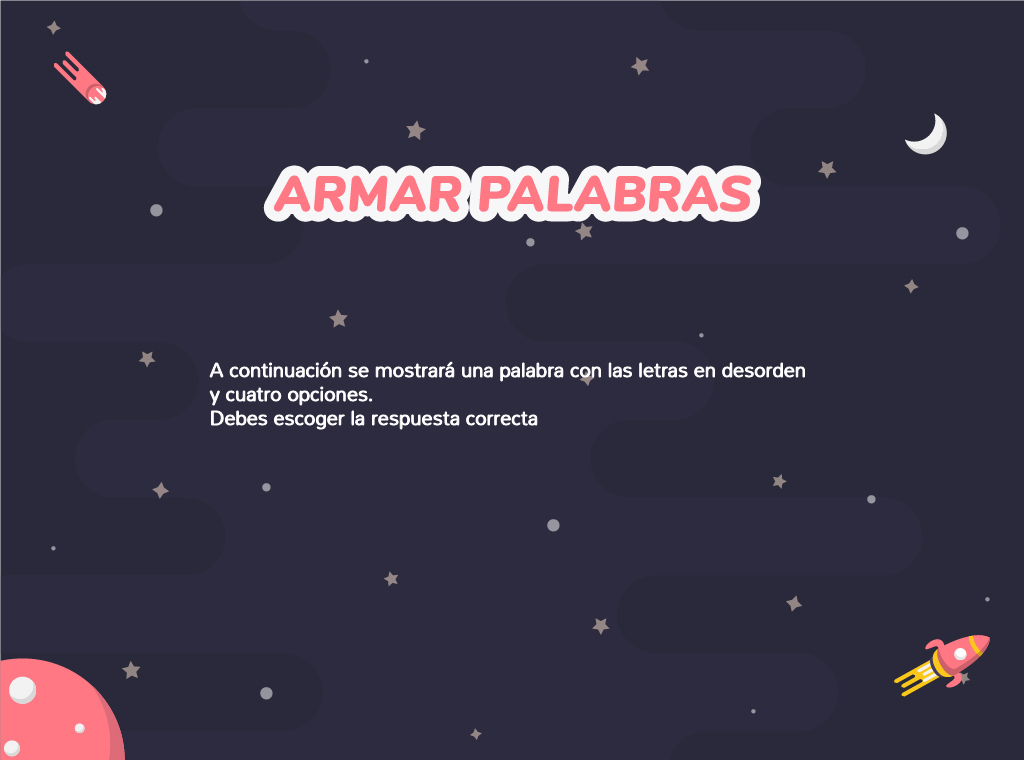 ARMAR PALABRAS
A continuación se mostrará una palabra con las letras en desorden
y cuatro opciones.
Debes escoger la respuesta correcta